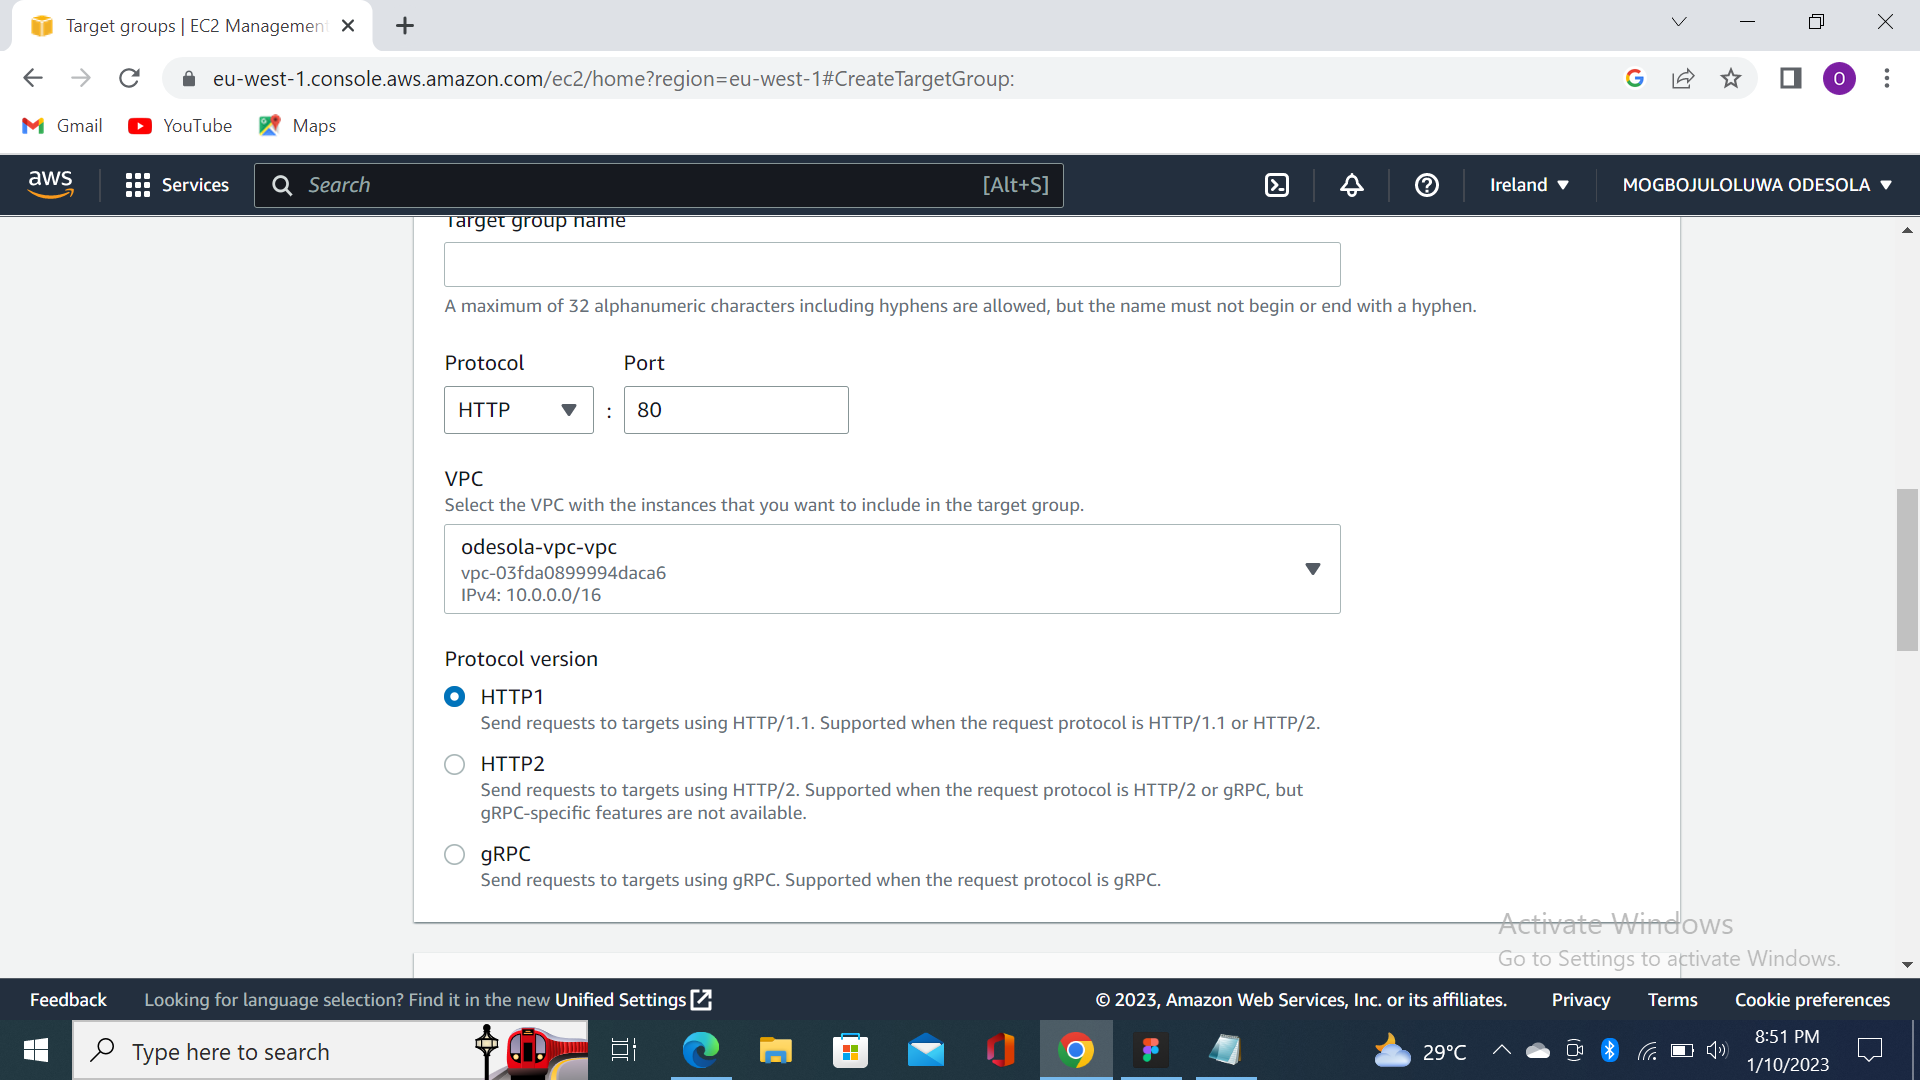 Target groups | EC2 Management
eu-west-1.console.aws.amazon.com/ec2/home?region=eu-west-1#CreateTargetGroup:
O
Gmail
YouTube
Maps
aws
Services
Search
[Alt+S]
Ireland
MOGBOJULOLUWA ODESOLA
Target group name
A maximum of 32 alphanumeric characters including hyphens are allowed, but the name must not begin or end with a hyphen.
Protocol
Port
HTTP
:
80
VPC
Select the VPC with the instances that you want to include in the target group.
odesola-vpc-vpc
vpc-03fda0899994daca6
IPv4: 10.0.0.0/16
Protocol version
HTTP1
Send requests to targets using HTTP/1.1. Supported when the request protocol is HTTP/1.1 or HTTP/2.
HTTP2
Send requests to targets using HTTP/2. Supported when the request protocol is HTTP/2 or gRPC, but
gRPC-specific features are not available.
gRPC
Send requests to targets using gRPC. Supported when the request protocol is gRPC.
Activate Windows
Go to Settings to activate Windows.
Feedback
Looking for language selection? Find it in the new Unified Settings
© 2023, Amazon Web Services, Inc. or its affiliates.
Privacy
Terms
Cookie preferences
Type here to search
29°C
8:51 PM
1/10/2023